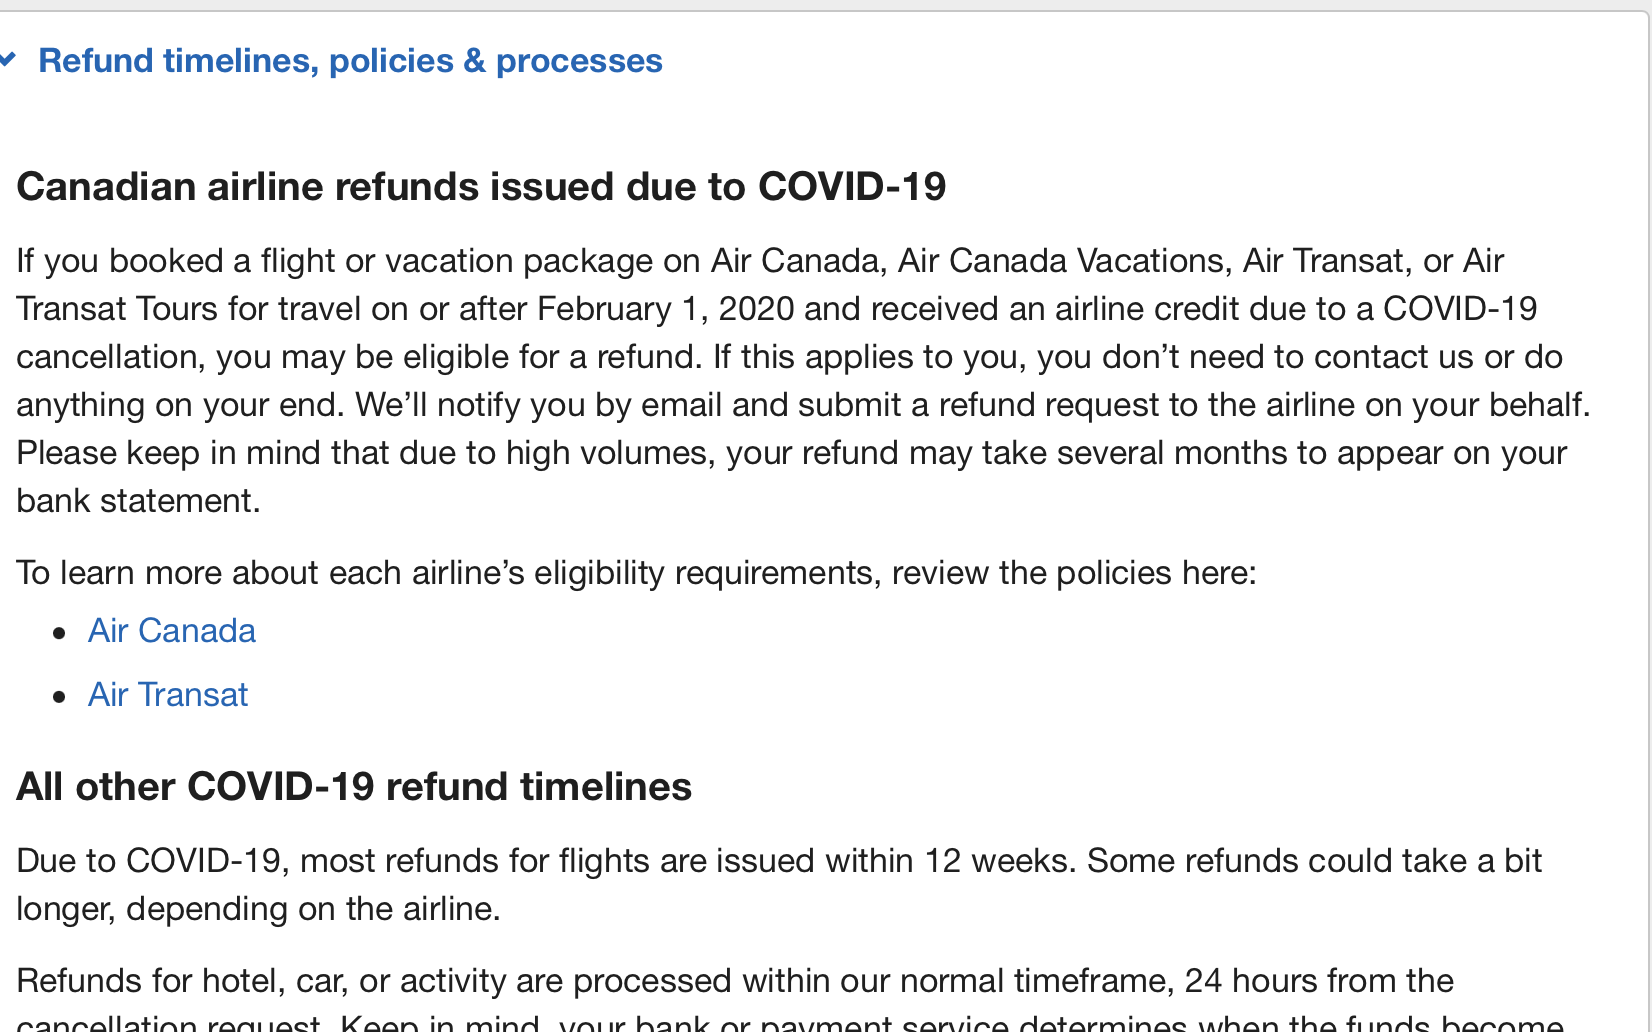 Refund timelines, policies & processes
Canadian airline refunds issued due to COVID-19
If you booked a flight or vacation package on Air Canada, Air Canada Vacations, Air Transat, or Air
Transat Tours for travel on or after February 1, 2020 and received an airline credit due to a COVID-19
cancellation, you may be eligible for a refund. If this applies to you, you don’t need to contact us or do
anything on your end. We’ll notify you by email and submit a refund request to the airline on your behalf.
Please keep in mind that due to high volumes, your refund may take several months to appear on your
bank statement.
To learn more about each airline’s eligibility requirements, review the policies here:
• Air Canada
• Air Transat
All other COVID-19 refund timelines
Due to COVID-19, most refunds for flights are issued within 12 weeks. Some refunds could take a bit
longer, depending on the airline.
Refunds for hotel, car, or activity are processed within our normal timeframe, 24 hours from the
cancellation request. Keep in mind, your bank or payment service determines when the funds become